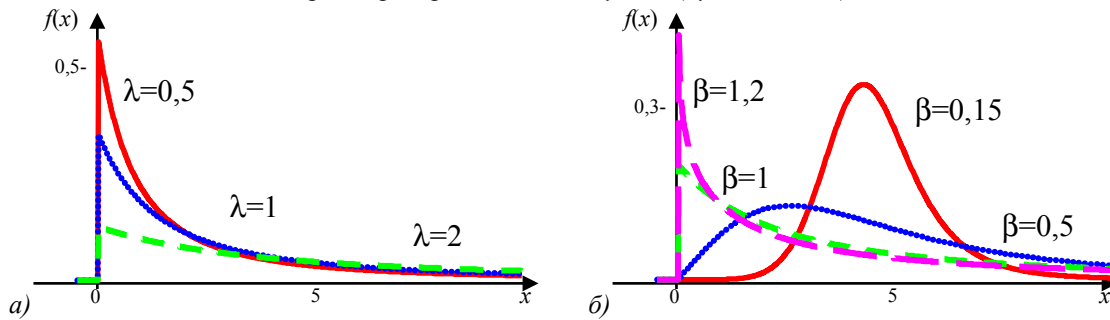 f(x)
0,5-
λ=0,5
λ=1
λ=2
0
5
x
а)
f(x)
0,3-
β=1,2
β=0,15
β=1
β=0,5
0
5
x
б)